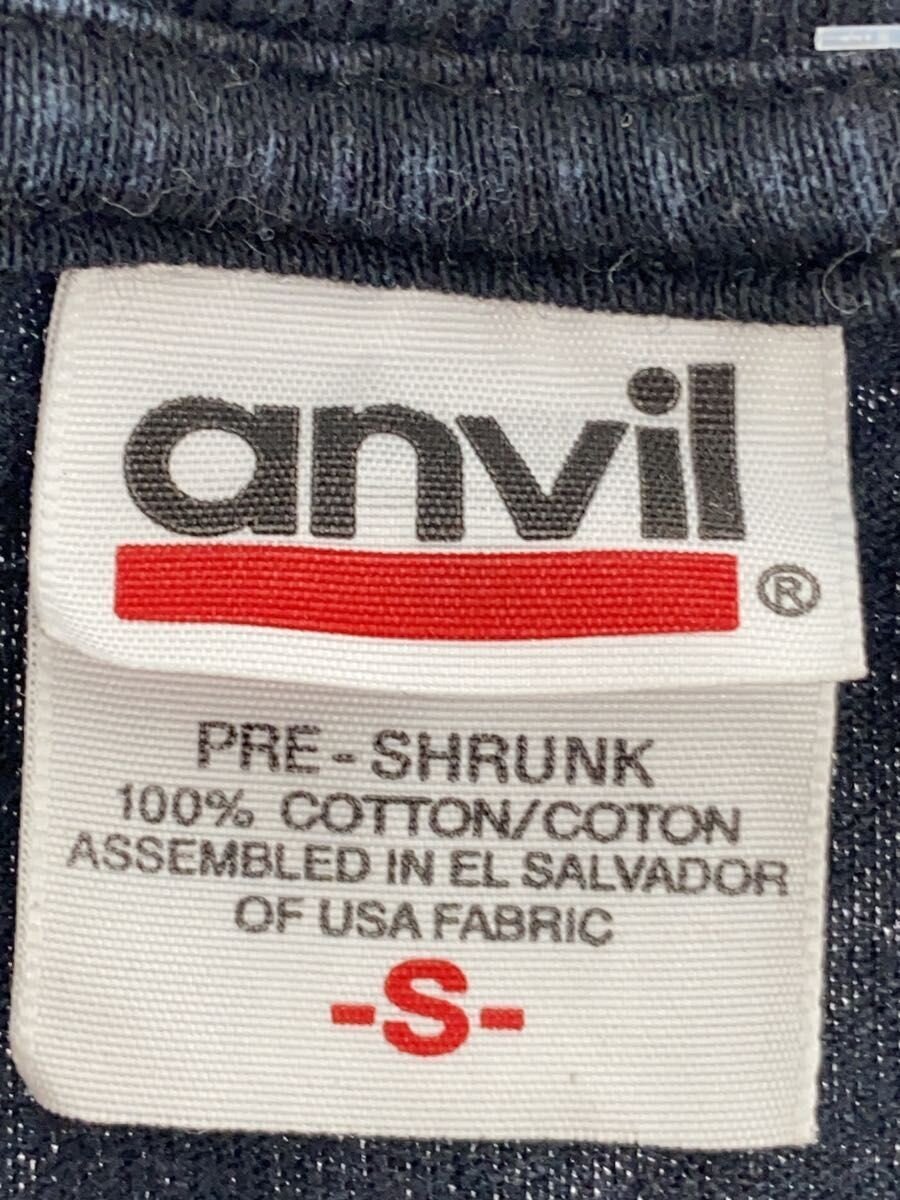 anvil
®
PRE-SHRUNK
100% COTTON/COTON
ASSEMBLED IN EL SALVADOR
OF USA FABRIC
-S-